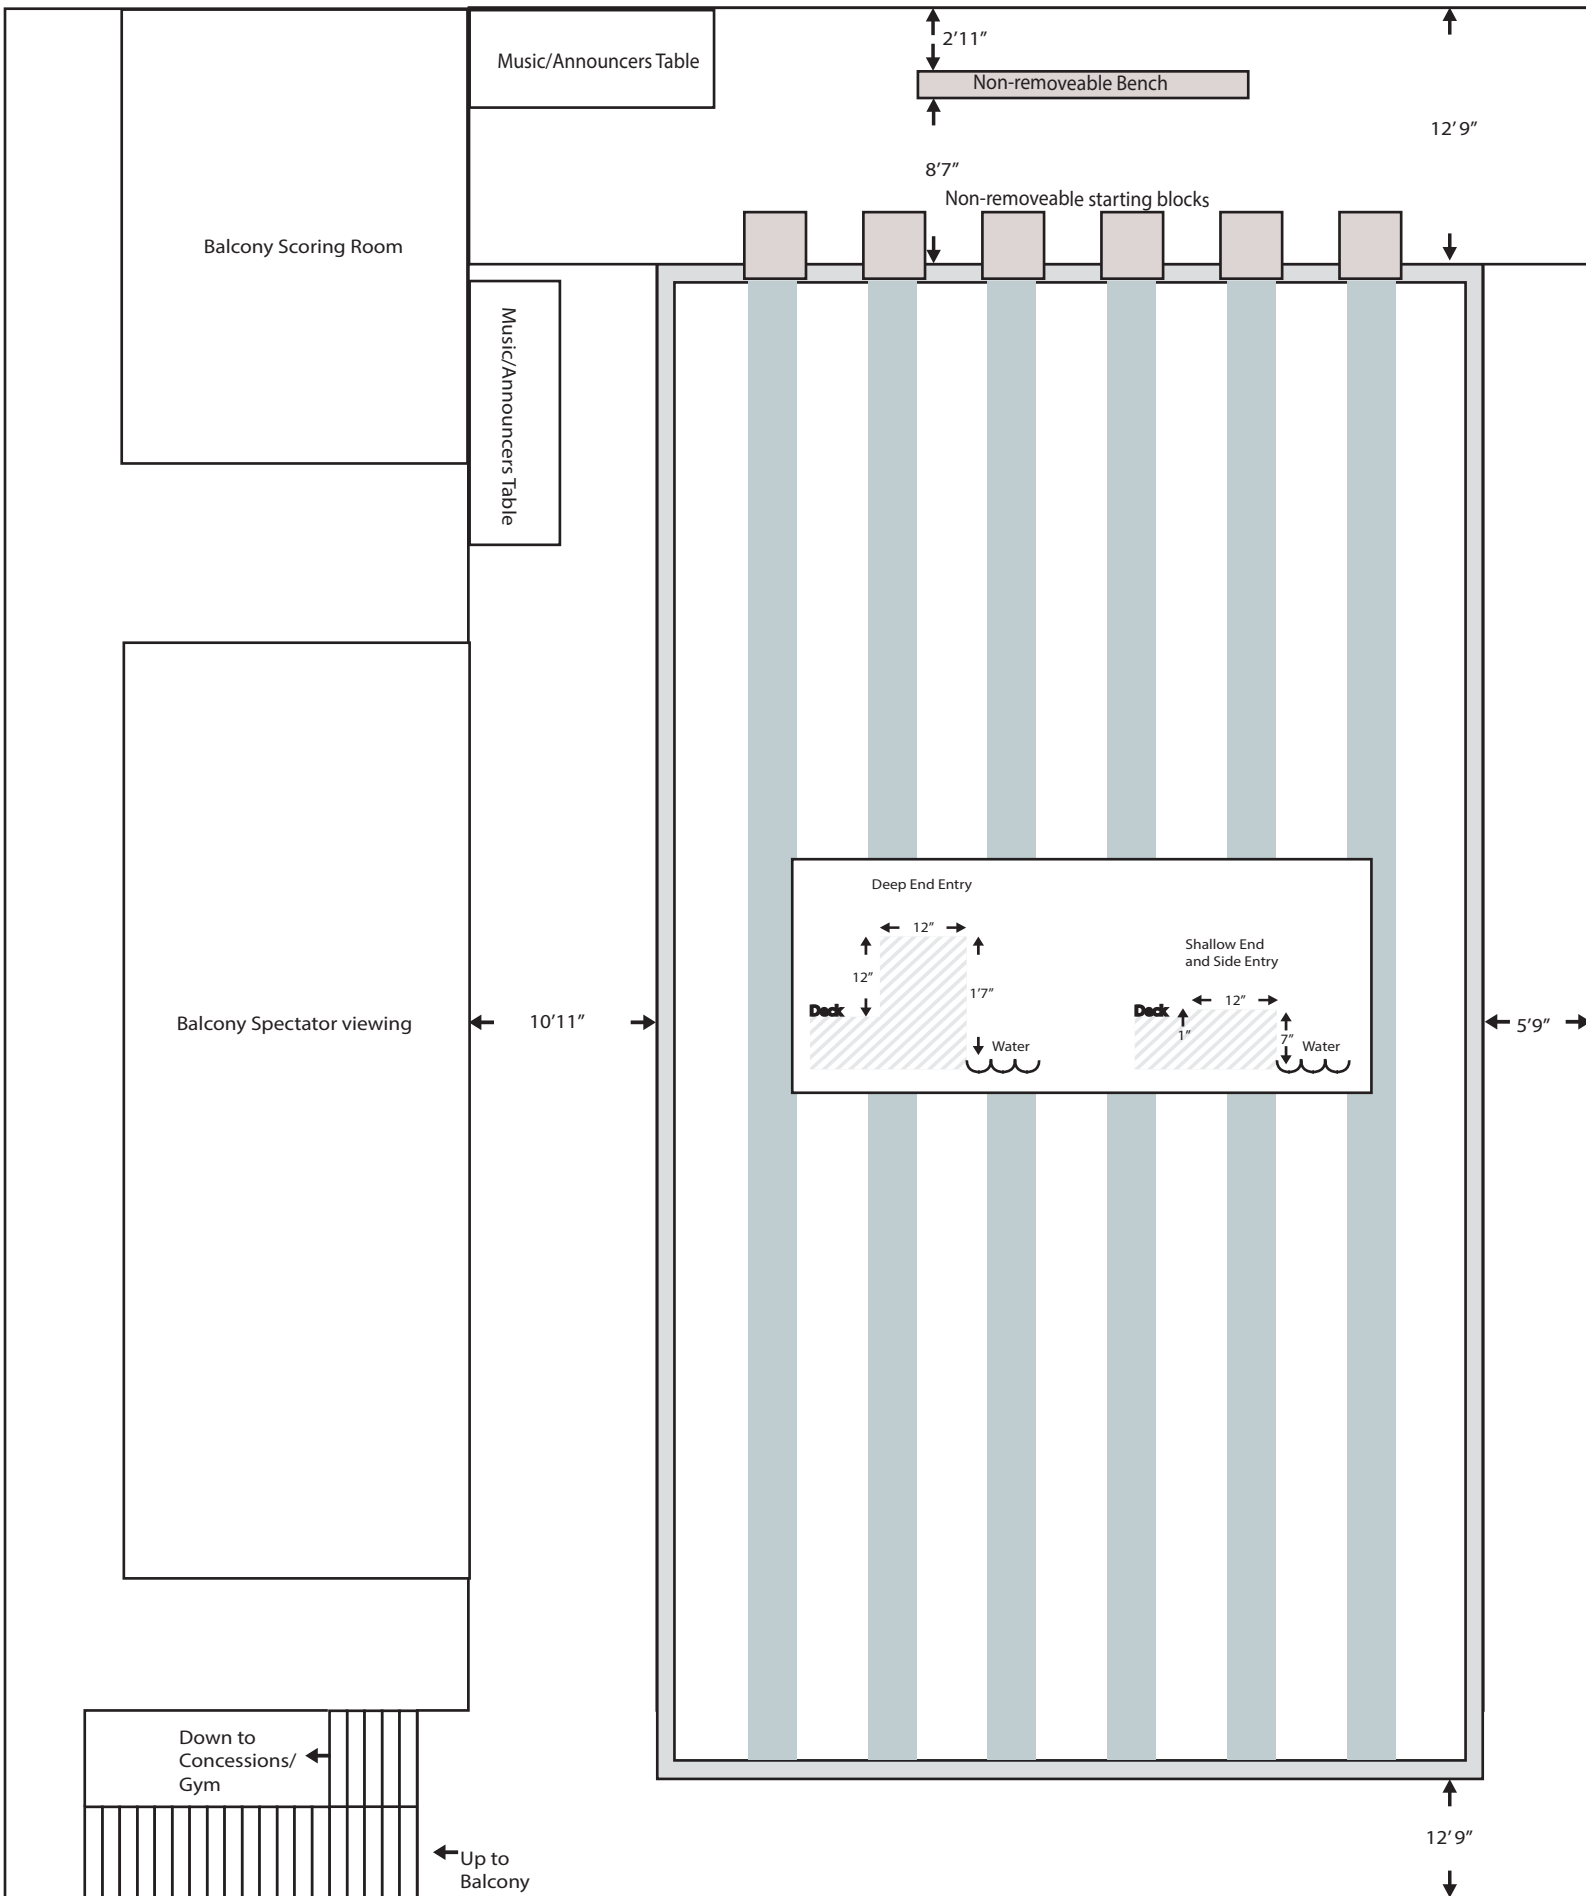 2’11”
Music/Announcers Table
Non-removeable Bench
12’ 9”
8’7”
Non-removeable starting blocks
Balcony Scoring Room
Music/Announcers Table
Deep End Entry
12”
12”
1’7”
Deck
Water
Shallow End
and Side Entry
12”
Deck
1”
7”
Water
Balcony Spectator viewing
10’11”
5’9”
Down to
Concessions/
Gym
12’ 9”
Up to
Balcony